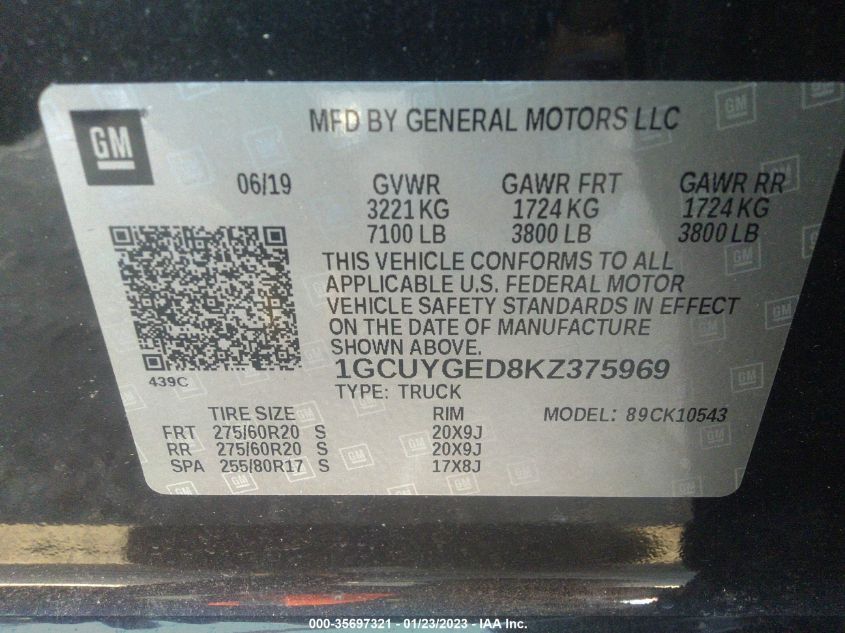 GM
MFD BY GENERAL MOTORS LLC
06/19 GVWR GAWR FRT GAWR RR
3221 KG 1724 KG 1724 KG
7100 LB 3800 LB 3800 LB
THIS VEHICLE CONFORMS TO ALL
APPLICABLE U.S. FEDERAL MOTOR
VEHICLE SAFETY STANDARDS IN EFFECT
ON THE DATE OF MANUFACTURE
SHOWN ABOVE.
439C
1GCUYGED8KZ375969
TYPE: TRUCK
TIRE SIZE RIM MODEL: 89CK10543
FRT 275/60R20 S 20X9J
RR 275/60R20 S 20X9J
SPA 255/80R17 S 17X8J
000-35697321 - 01/23/2023 - IAA Inc.